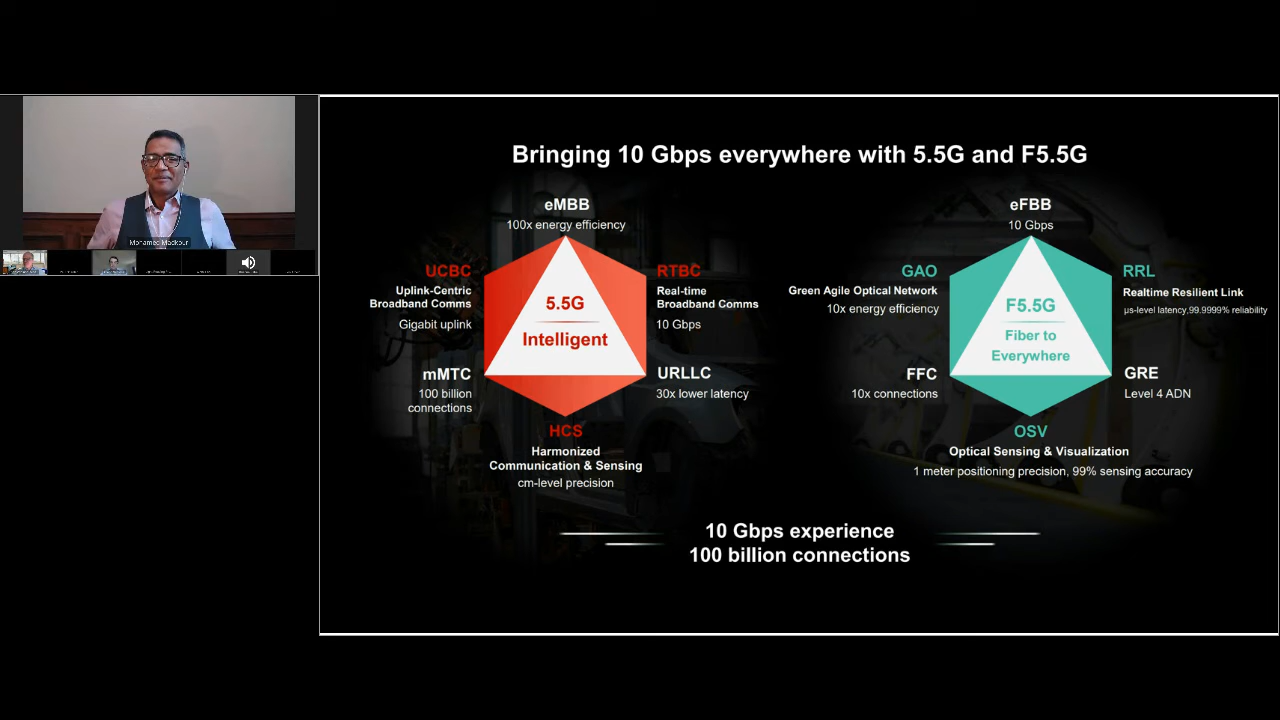 Bringing 10 Gbps everywhere with 5.5G and F5.5G
eMBB
100x energy efficiency
UCBC
Uplink-Centric
Broadband Comms
Gigabit uplink
RTBC
Real-time
Broadband Comms
10 Gbps
5.5G
Intelligent
mMTC
100 billion
connections
URLLC
30x lower latency
HCS
Harmonized
Communication & Sensing
cm-level precision
eFBB
10 Gbps
GAO
Green Agile Optical Network
10x energy efficiency
RRL
Realtime Resilient Link
μs-level latency,99.9999% reliability
F5.5G
Fiber to
Everywhere
FFC
10x connections
GRE
Level 4 ADN
OSV
Optical Sensing & Visualization
1 meter positioning precision, 99% sensing accuracy
10 Gbps experience
100 billion connections
Mohamed Madkour